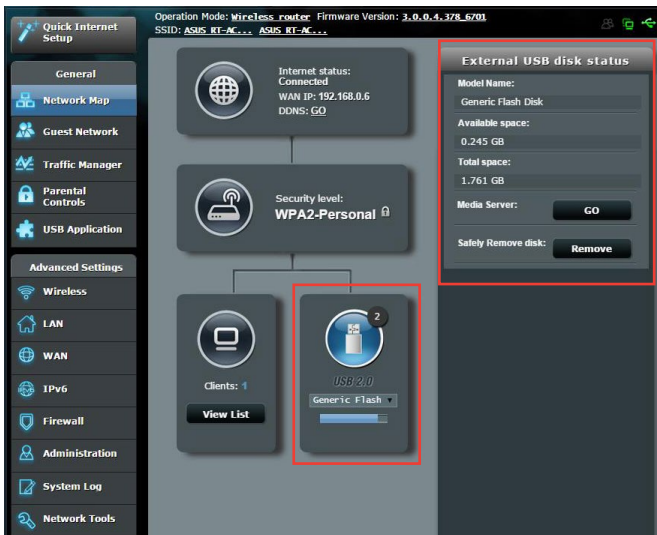 Quick Internet
Setup
General
Network Map
Guest Network
Traffic Manager
Parental
Controls
USB Application
Advanced Settings
Wireless
LAN
WAN
IPv6
Firewall
Administration
System Log
Network Tools
Operation Mode: Wireless router Firmware Version: 3.0.0.4.378_6701
SSID: ASUS RT-AC... ASUS RT-AC...
Internet status:
Connected
WAN IP: 192.168.0.6
DDNS: GO
Security level:
WPA2-Personal
Clients: 1
View List
2
USB 2.0
Generic Flash
External USB disk status
Model Name:
Generic Flash Disk
Available space:
0.245 GB
Total space:
1.761 GB
Media Server:
GO
Safely Remove disk:
Remove